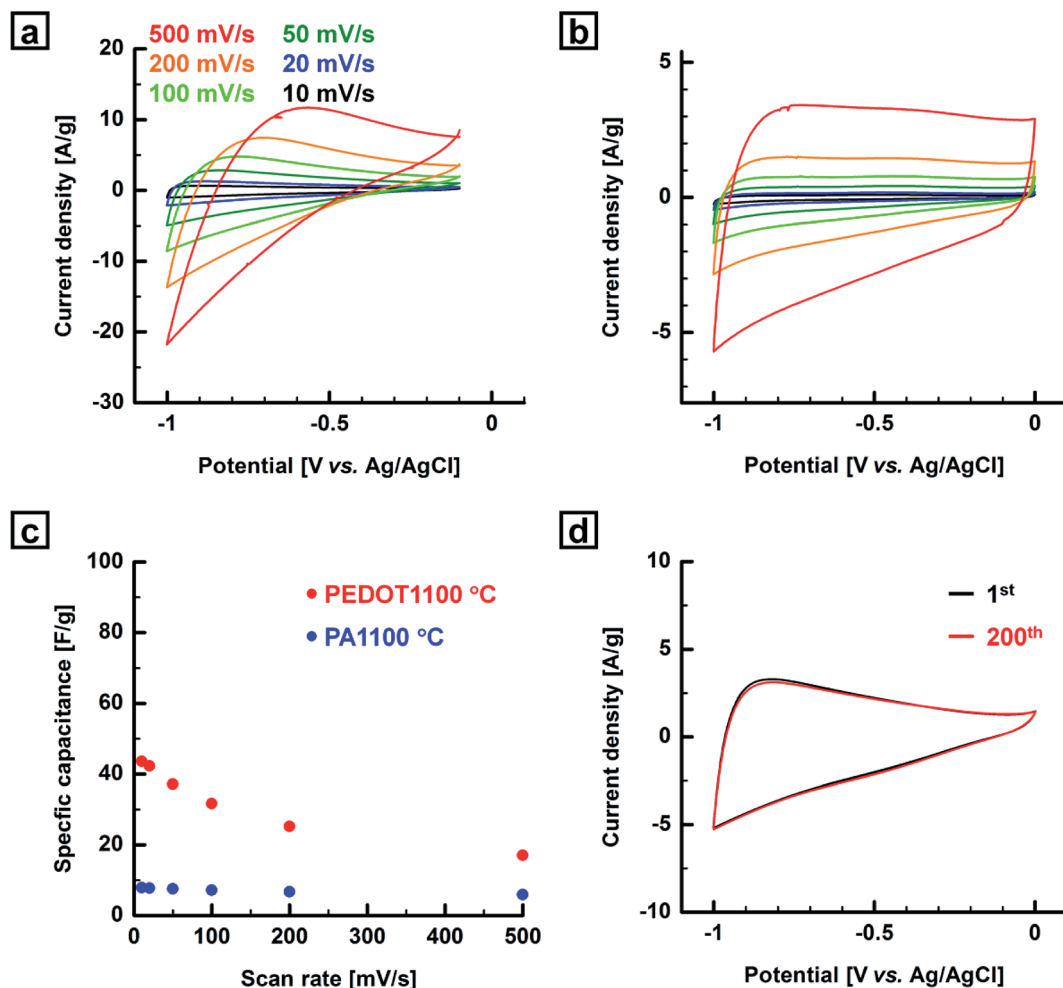 a
500 mV/s 50 mV/s
200 mV/s 20 mV/s
100 mV/s 10 mV/s
20
10
0
-10
-20
-30
Current density [A/g]
-1 -0.5 0
Potential [V vs. Ag/AgCl]
b
5
0
-5
Current density [A/g]
-1 -0.5 0
Potential [V vs. Ag/AgCl]
c
PEDOT1100 °C
PA1100 °C
100
80
60
40
20
0
Specfic capacitance [F/g]
0 100 200 300 400 500
Scan rate [mV/s]
d
1st
200th
10
5
0
-5
-10
Current density [A/g]
-1 -0.5 0
Potential [V vs. Ag/AgCl]